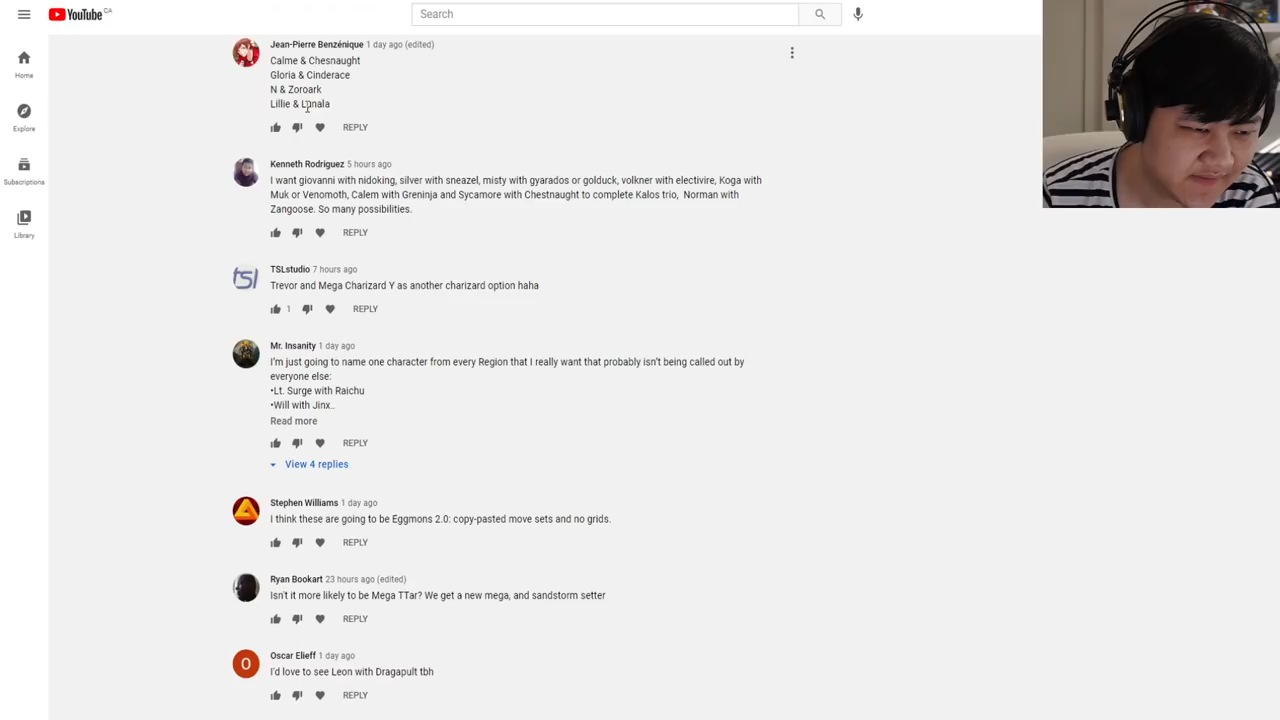 YouTube CA
Search
Home
Explore
Subscriptions
Library
Jean-Pierre Benzénique 1 day ago (edited)
Calme & Chesnaught
Gloria & Cinderace
N & Zoroark
Lillie & Lunala
REPLY
Kenneth Rodriguez 5 hours ago
I want giovanni with nidoking, silver with sneazel, misty with gyarados or golduck, volkner with electivire, Koga with
Muk or Venomoth, Calem with Greninja and Sycamore with Chestnaught to complete Kalos trio, Norman with
Zangoose. So many possibilities.
REPLY
TSLstudio 7 hours ago
Trevor and Mega Charizard Y as another charizard option haha
1 REPLY
Mr. Insanity 1 day ago
I'm just going to name one character from every Region that I really want that probably isn't being called out by
everyone else:
•Lt. Surge with Raichu
•Will with Jinx…
Read more
REPLY
View 4 replies
Stephen Williams 1 day ago
I think these are going to be Eggmons 2.0: copy-pasted move sets and no grids.
REPLY
Ryan Bookart 23 hours ago (edited)
Isn't it more likely to be Mega TTar? We get a new mega, and sandstorm setter
REPLY
O
Oscar Elieff 1 day ago
I'd love to see Leon with Dragapult tbh
REPLY
tsl